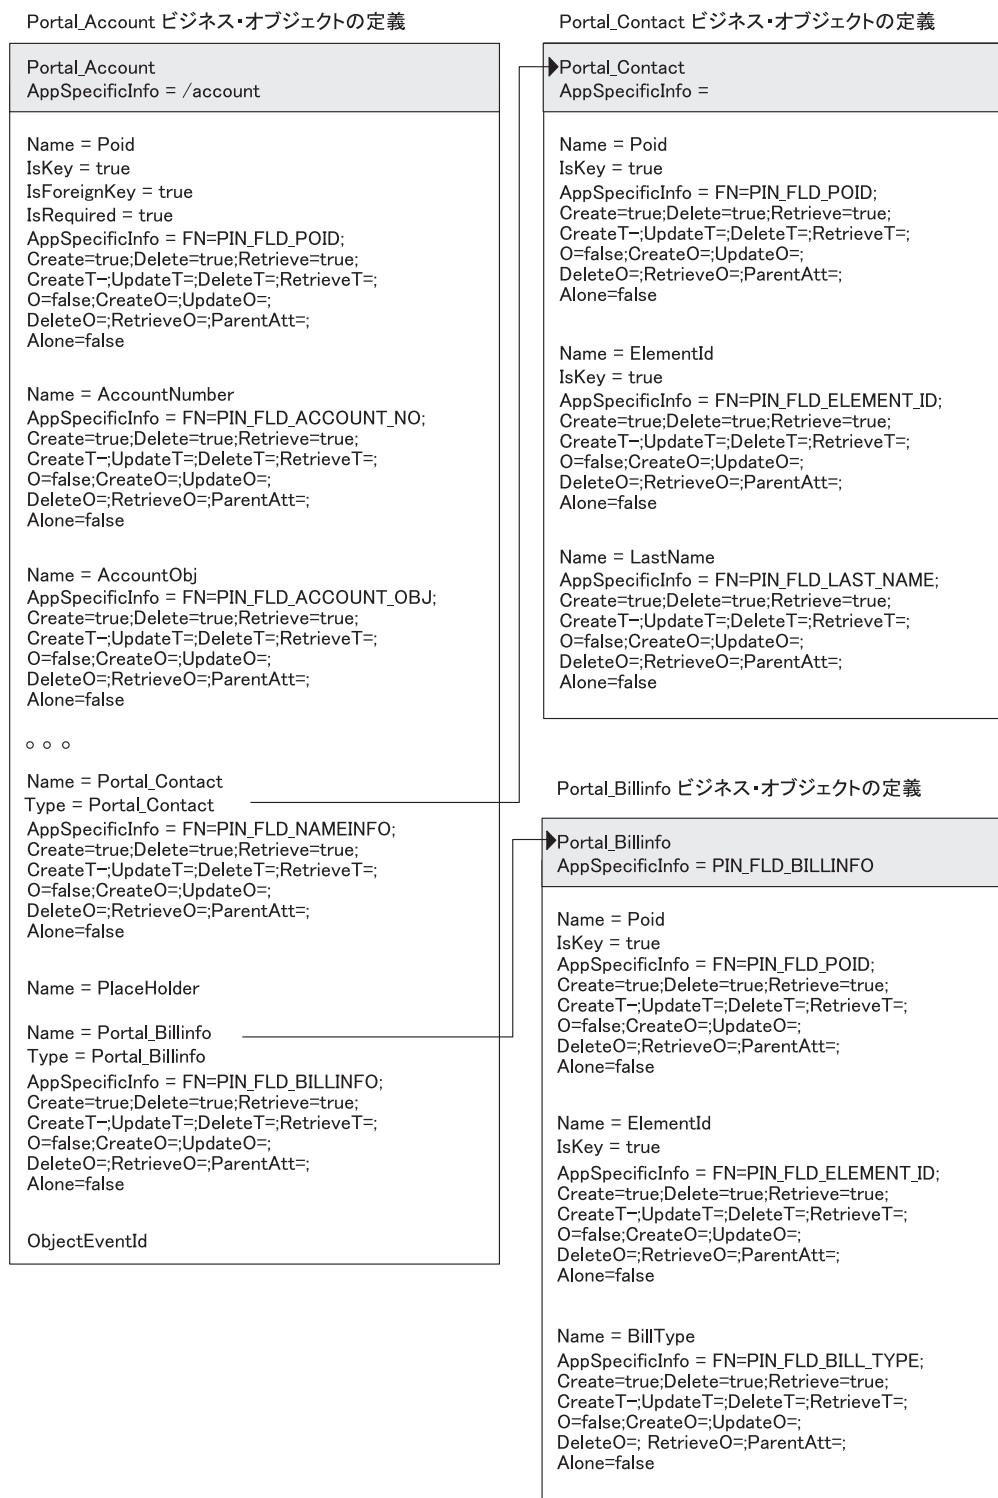 Portal_Account ビジネス・オブジェクトの定義
Portal_Account
AppSpecificInfo = /account
Name = Poid
IsKey = true
IsForeignKey = true
IsRequired = true
AppSpecificInfo = FN=PIN_FLD_POID;
Create=true;Delete=true;Retrieve=true;
CreateT-;UpdateT=;DeleteT=;RetrieveT=;
O=false;CreateO=;UpdateO=;
DeleteO=;RetrieveO=;ParentAtt=;
Alone=false
Name = AccountNumber
AppSpecificInfo = FN=PIN_FLD_ACCOUNT_NO;
Create=true;Delete=true;Retrieve=true;
CreateT-;UpdateT=;DeleteT=;RetrieveT=;
O=false;CreateO=;UpdateO=;
DeleteO=;RetrieveO=;ParentAtt=;
Alone=false
Name = AccountObj
AppSpecificInfo = FN=PIN_FLD_ACCOUNT_OBJ;
Create=true;Delete=true;Retrieve=true;
CreateT-;UpdateT=;DeleteT=;RetrieveT=;
O=false;CreateO=;UpdateO=;
DeleteO=;RetrieveO=;ParentAtt=;
Alone=false
。。。
Name = Portal_Contact
Type = Portal_Contact
AppSpecificInfo = FN=PIN_FLD_NAMEINFO;
Create=true;Delete=true;Retrieve=true;
CreateT-;UpdateT=;DeleteT=;RetrieveT=;
O=false;CreateO=;UpdateO=;
DeleteO=;RetrieveO=;ParentAtt=;
Alone=false
Name = PlaceHolder
Name = Portal_Billinfo
Type = Portal_Billinfo
AppSpecificInfo = FN=PIN_FLD_BILLINFO;
Create=true;Delete=true;Retrieve=true;
CreateT-;UpdateT=;DeleteT=;RetrieveT=;
O=false;CreateO=;UpdateO=;
DeleteO=;RetrieveO=;ParentAtt=;
Alone=false
ObjectEventId
Portal_Contact ビジネス・オブジェクトの定義
Portal_Contact
AppSpecificInfo =
Name = Poid
IsKey = true
AppSpecificInfo = FN=PIN_FLD_POID;
Create=true;Delete=true;Retrieve=true;
CreateT-;UpdateT=;DeleteT=;RetrieveT=;
O=false;CreateO=;UpdateO=;
DeleteO=;RetrieveO=;ParentAtt=;
Alone=false
Name = ElementId
IsKey = true
AppSpecificInfo = FN=PIN_FLD_ELEMENT_ID;
Create=true;Delete=true;Retrieve=true;
CreateT-;UpdateT=;DeleteT=;RetrieveT=;
O=false;CreateO=;UpdateO=;
DeleteO=;RetrieveO=;ParentAtt=;
Alone=false
Name = LastName
AppSpecificInfo = FN=PIN_FLD_LAST_NAME;
Create=true;Delete=true;Retrieve=true;
CreateT-;UpdateT=;DeleteT=;RetrieveT=;
O=false;CreateO=;UpdateO=;
DeleteO=;RetrieveO=;ParentAtt=;
Alone=false
Portal_Billinfo ビジネス・オブジェクトの定義
Portal_Billinfo
AppSpecificInfo = PIN_FLD_BILLINFO
Name = Poid
IsKey = true
AppSpecificInfo = FN=PIN_FLD_POID;
Create=true;Delete=true;Retrieve=true;
CreateT-;UpdateT=;DeleteT=;RetrieveT=;
O=false;CreateO=;UpdateO=;
DeleteO=;RetrieveO=;ParentAtt=;
Alone=false
Name = ElementId
IsKey = true
AppSpecificInfo = FN=PIN_FLD_ELEMENT_ID;
Create=true;Delete=true;Retrieve=true;
CreateT-;UpdateT=;DeleteT=;RetrieveT=;
O=false;CreateO=;UpdateO=;
DeleteO=;RetrieveO=;ParentAtt=;
Alone=false
Name = BillType
AppSpecificInfo = FN=PIN_FLD_BILL_TYPE;
Create=true;Delete=true;Retrieve=true;
CreateT-;UpdateT=;DeleteT=;RetrieveT=;
O=false;CreateO=;UpdateO=;
DeleteO=; RetrieveO=;ParentAtt=;
Alone=false